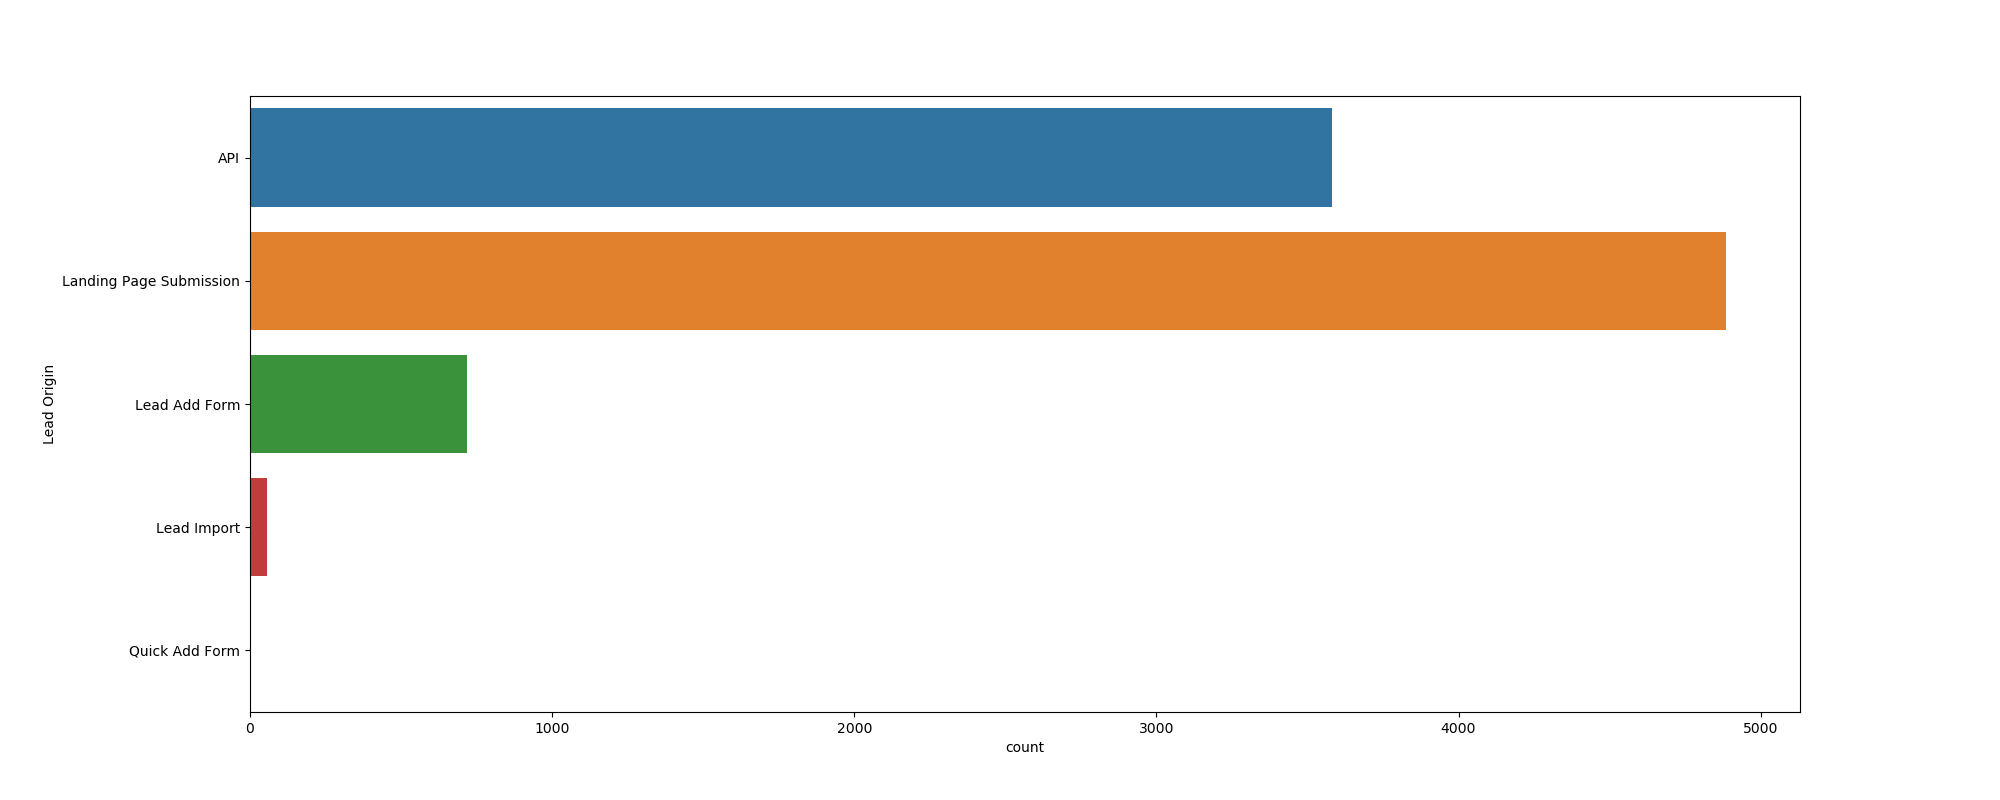 API
Landing Page Submission
Lead Add Form
Lead Import
Quick Add Form
Lead Origin
0 1000 2000 3000 4000 5000
count